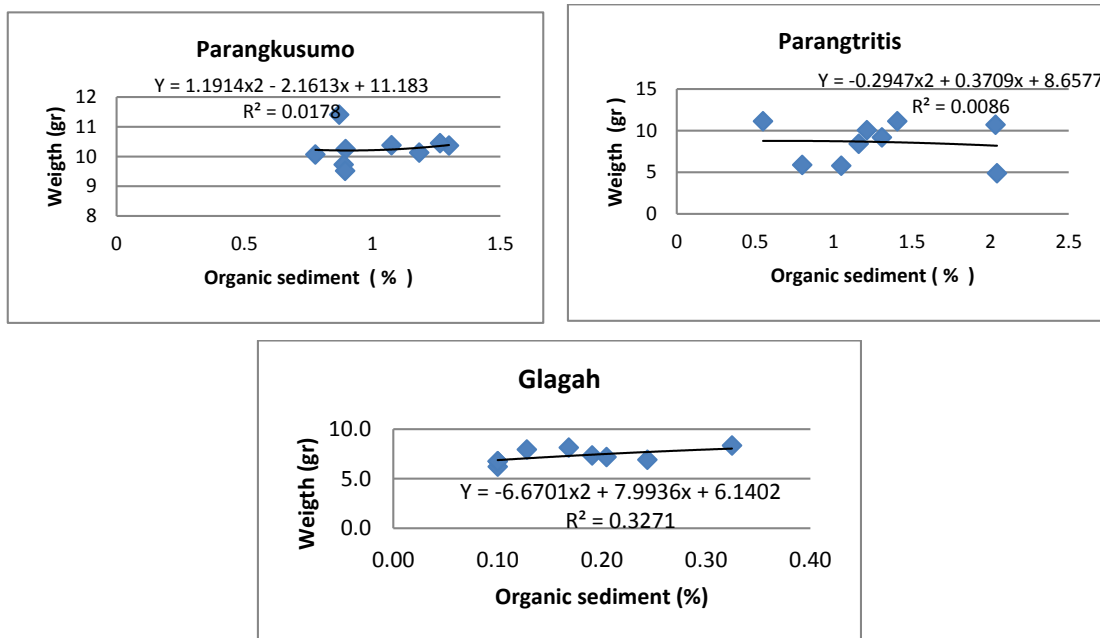 Parangkusumo
Y = 1.1914x2 - 2.1613x + 11.183
R² = 0.0178
12
11
10
9
8
0
0.5
1
1.5
Weigth (gr)
Organic sediment ( % )
Parangtritis
Y = -0.2947x2 + 0.3709x + 8.6577
R² = 0.0086
15
10
5
0
0
0.5
1
1.5
2
2.5
Weigth (gr )
Organic sediment ( % )
Glagah
10.0
5.0
0.0
Y = -6.6701x2 + 7.9936x + 6.1402
R² = 0.3271
0.00
0.10
0.20
0.30
0.40
Weigth (gr)
Organic sediment (%)